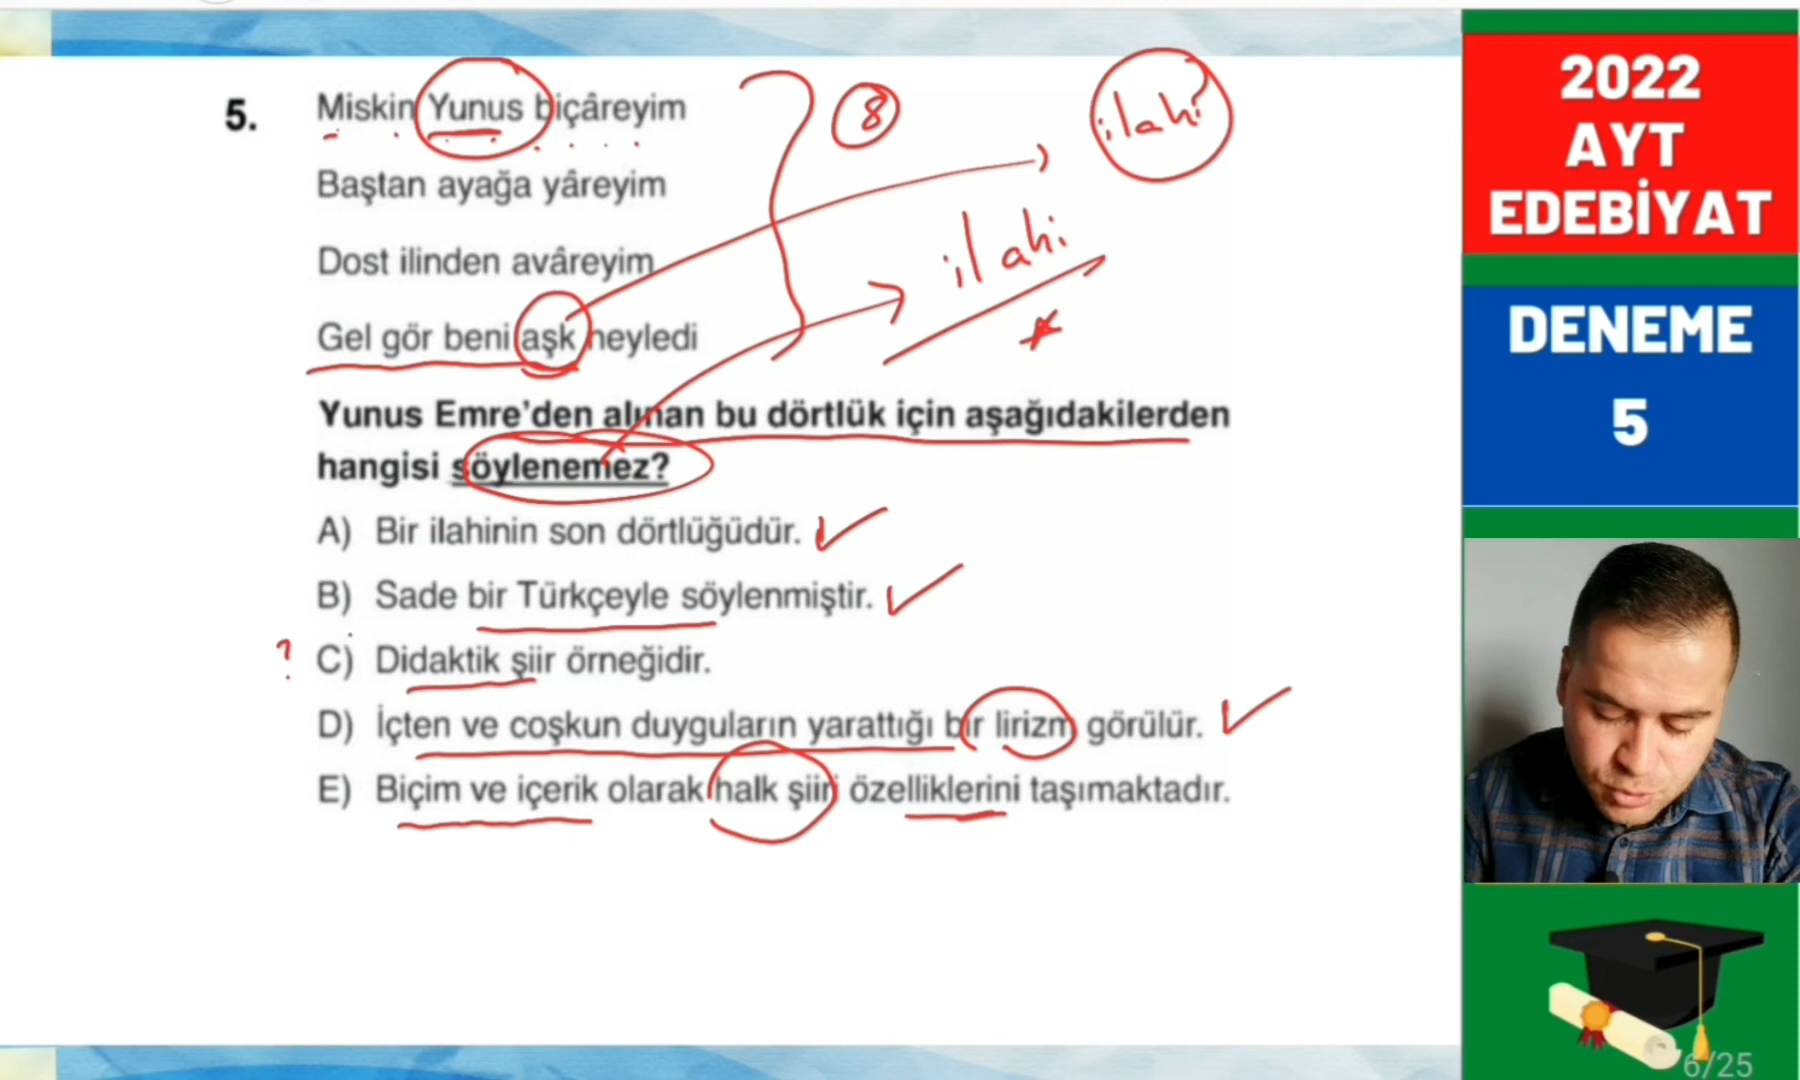 5. Miskin Yunus biçâreyim
Baştan ayağa yâreyim
Dost ilinden avâreyim
Gel gör beni aşk neyledi
8
ilahi
ilahi
Yunus Emre'den alınan bu dörtlük için aşağıdakilerden
hangisi söylenemez?
A) Bir ilahinin son dörtlüğüdür.
B) Sade bir Türkçeyle söylenmiştir.
? C) Didaktik şiir örneğidir.
D) İçten ve coşkun duyguların yarattığı bir lirizm görülür.
E) Biçim ve içerik olarak halk şiiri özelliklerini taşımaktadır.
2022
AYT
EDEBİYAT
DENEME
5
6/25